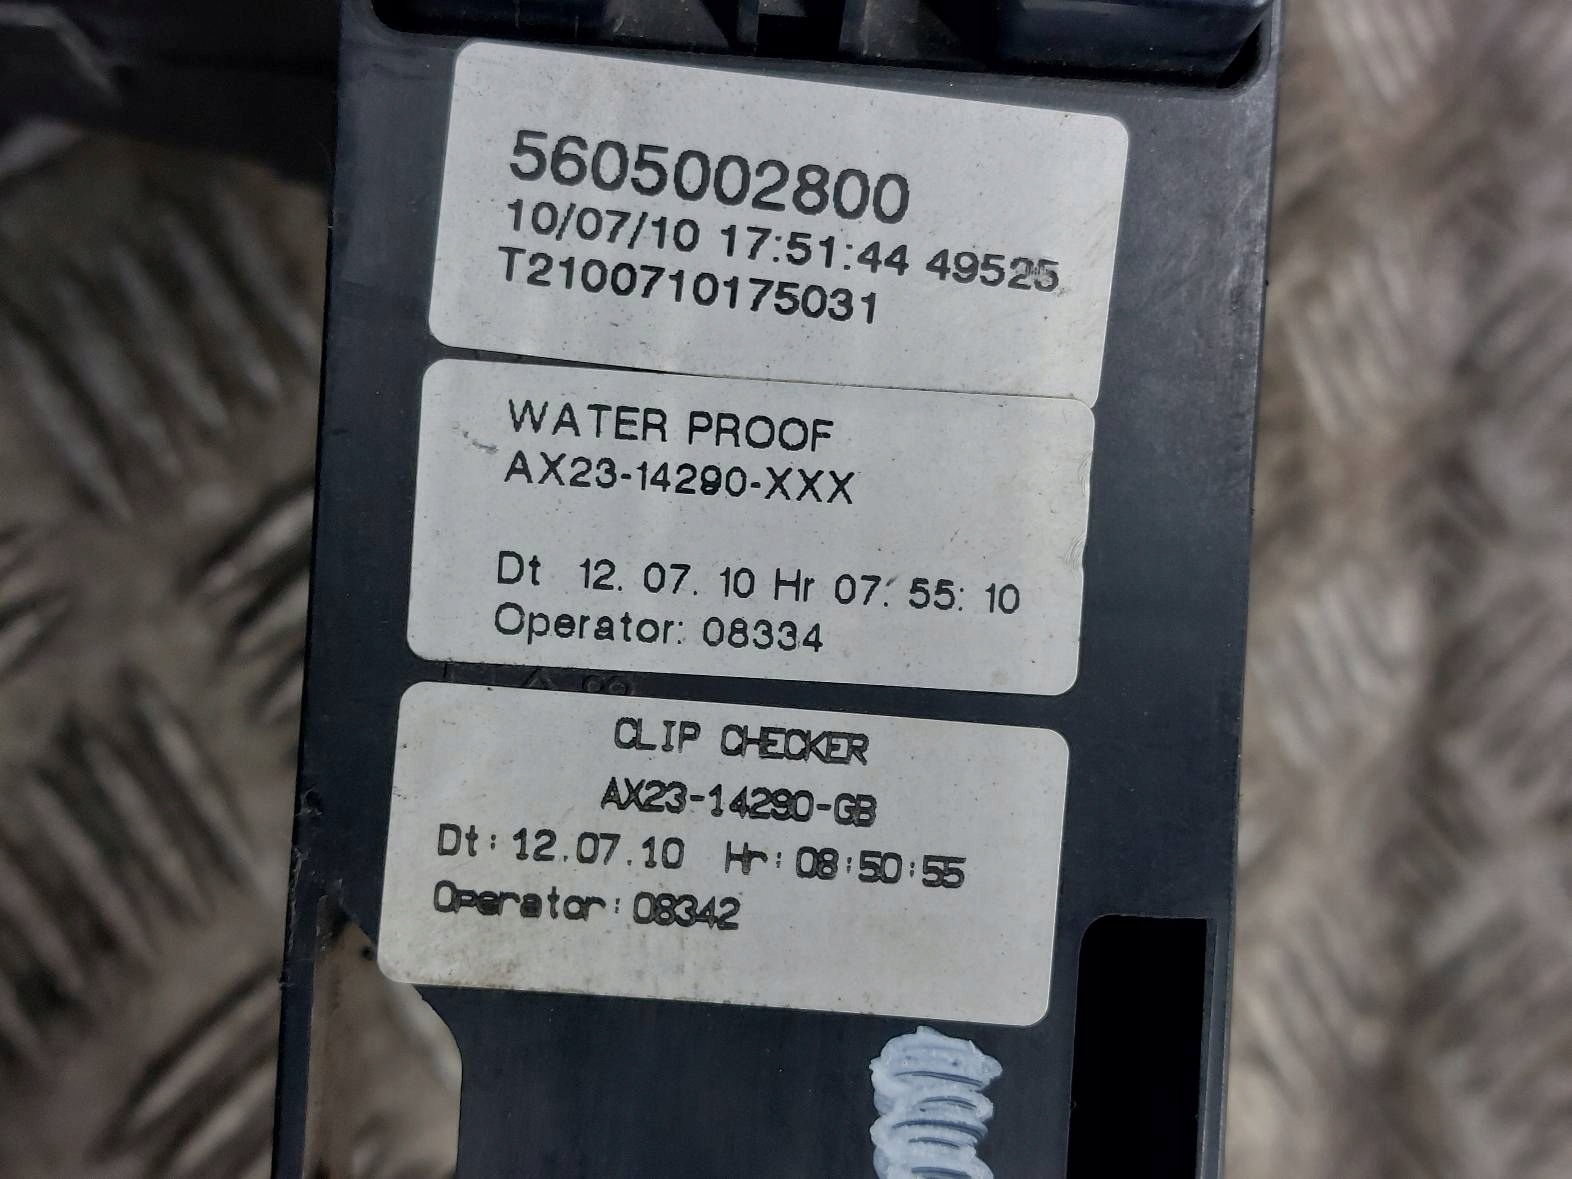 5605002800
10/07/10 17:51:44 49525
T2100710175031
WATER PROOF
AX23-14290-XXX
Dt 12. 07. 10 Hr 07: 55: 10
Operator: 08334
CLIP CHECKER
AX23-14290-GB
Dt: 12.07.10 Hr: 08:50:55
Operator: 08342